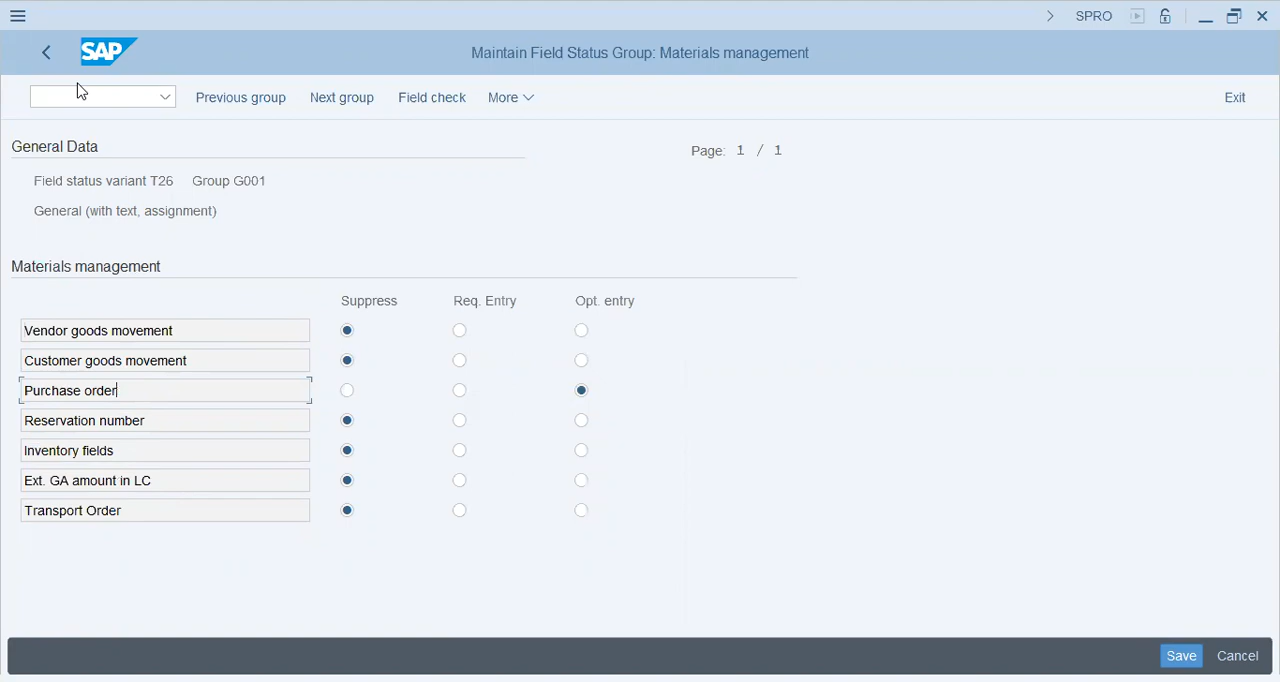 SPRO
SAP
Maintain Field Status Group: Materials management
Previous group Next group Field check More Exit
General Data
Page: 1 / 1
Field status variant T26 Group G001
General (with text, assignment)
Materials management
Suppress Req. Entry Opt. entry
Vendor goods movement
Customer goods movement
Purchase order
Reservation number
Inventory fields
Ext. GA amount in LC
Transport Order
Save Cancel